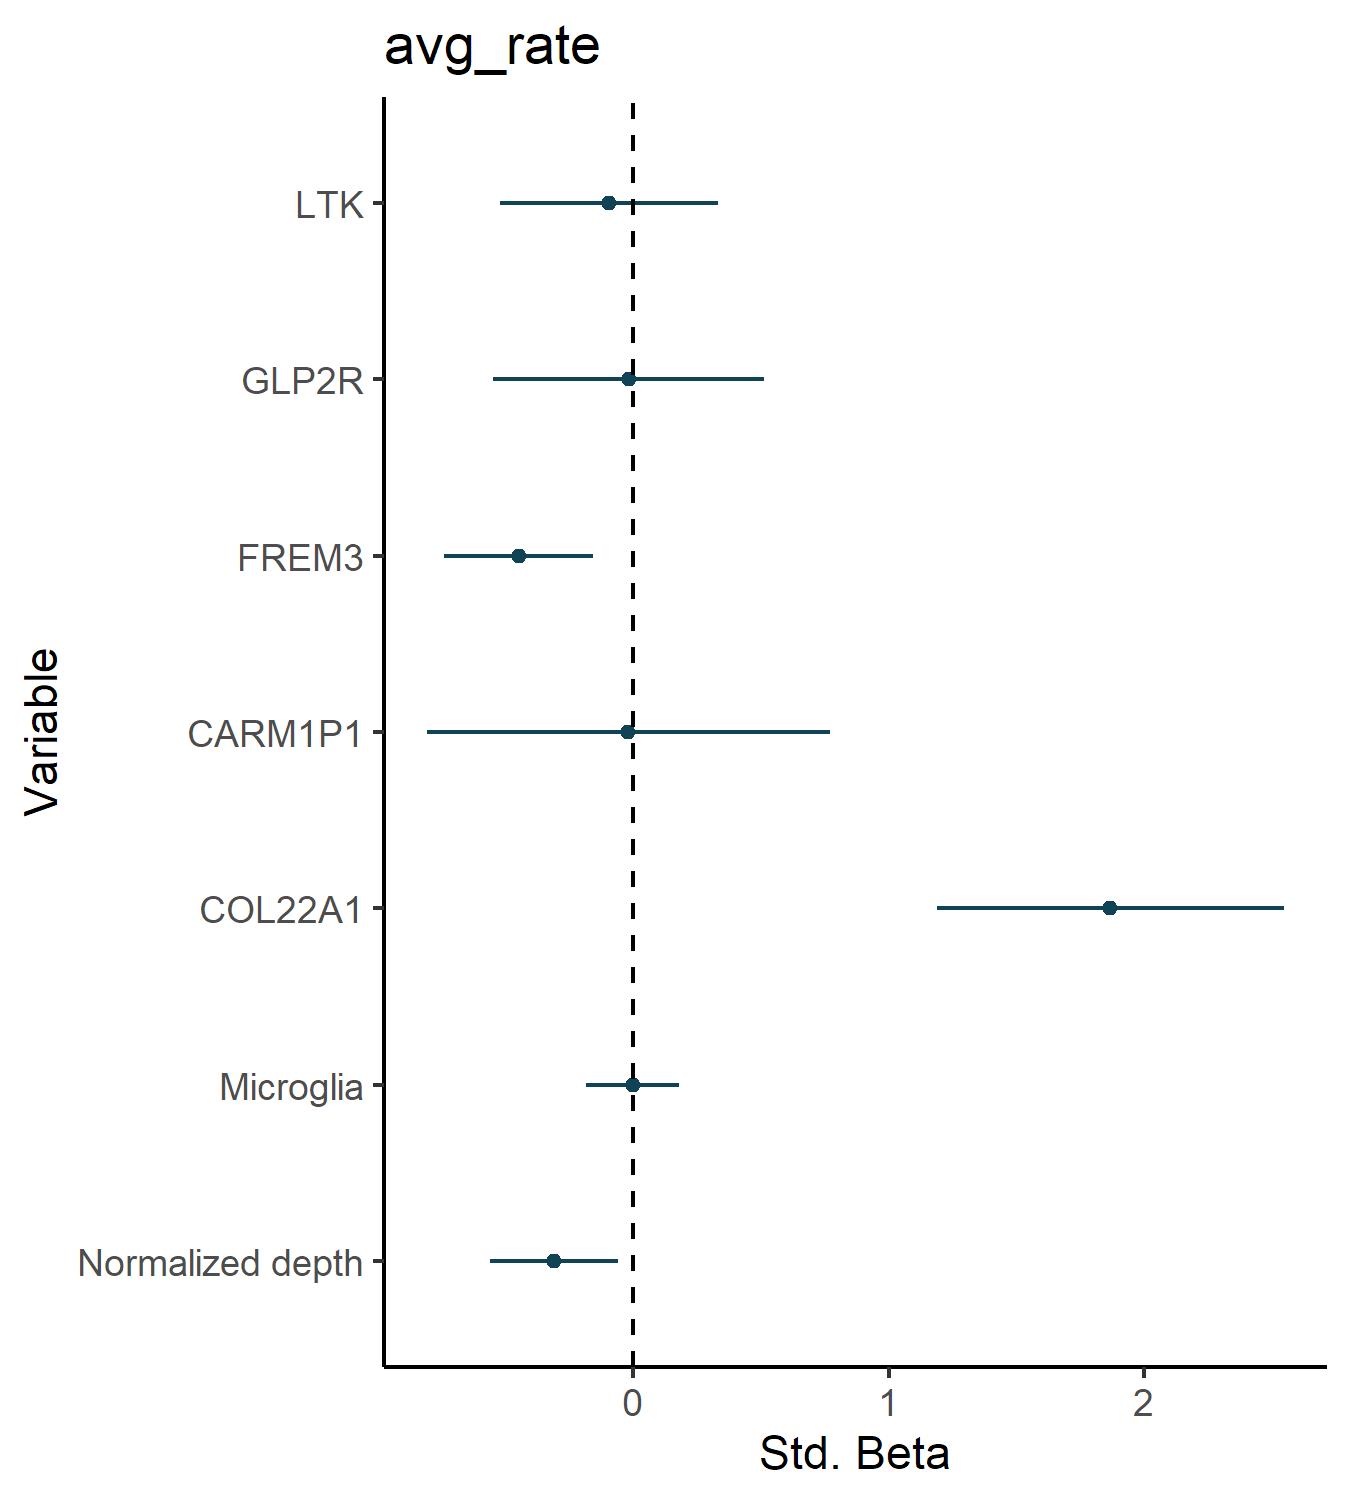 avg_rate
LTK
GLP2R
FREM3
CARM1P1
COL22A1
Microglia
Normalized depth
Variable
0 1 2
Std. Beta